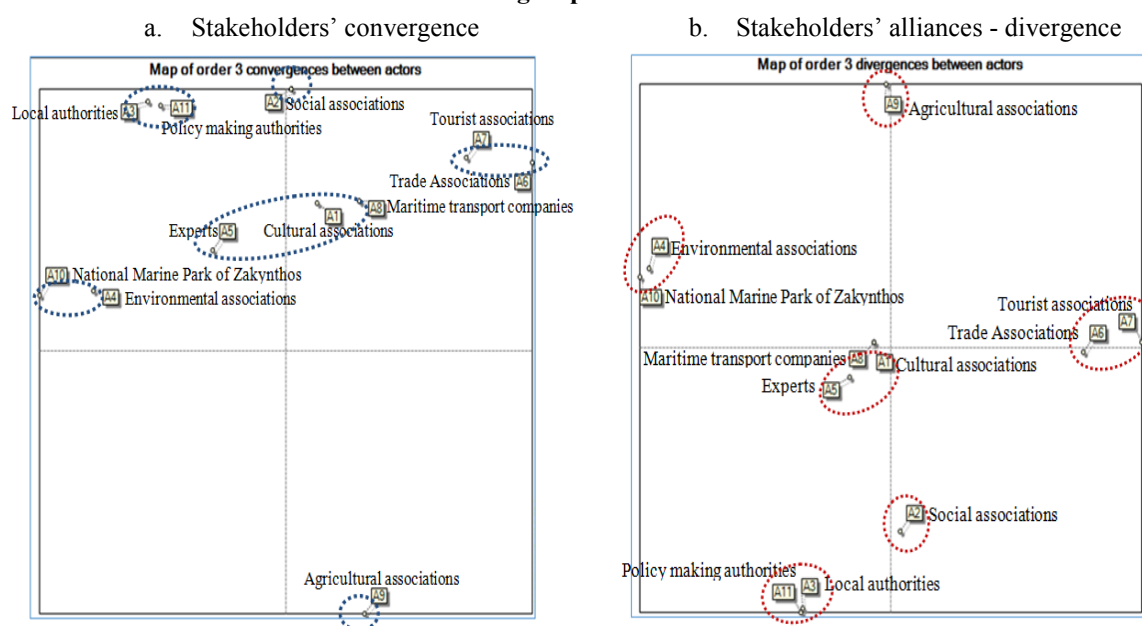 a. Stakeholders’ convergence
Map of order 3 convergences between actors
Local authorities A3
A11
Policy making authorities
A2 Social associations
Tourist associations
A7
Trade Associations A6
A8 Maritime transport companies
Experts A5
A1
Cultural associations
A10 National Marine Park of Zakynthos
A4 Environmental associations
Agricultural associations
A9
b. Stakeholders’ alliances - divergence
Map of order 3 divergences between actors
A9 Agricultural associations
A4 Environmental associations
A10 National Marine Park of Zakynthos
Tourist associations A7
Trade Associations A6
Maritime transport companies A8
A1 Cultural associations
Experts A5
A2 Social associations
Policy making authorities
A11
A3 Local authorities